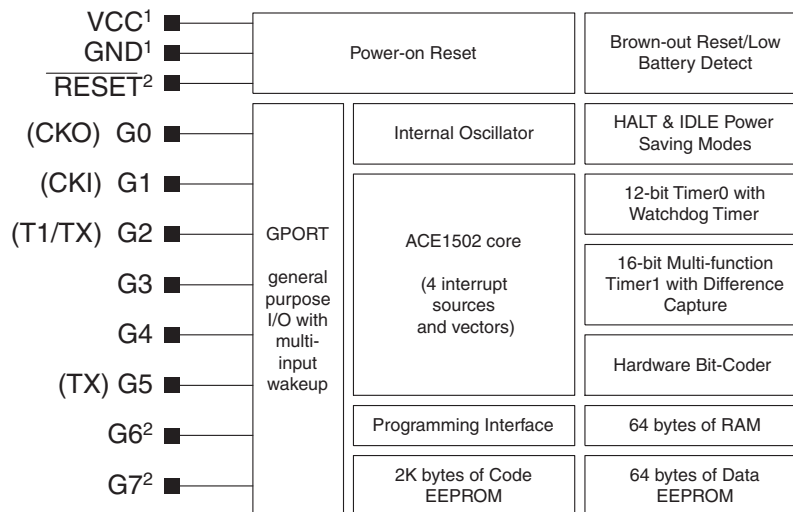 VCC¹
GND¹
RESET²
(CKO) G0
(CKI) G1
(T1/TX) G2
G3
G4
(TX) G5
G6²
G7²
Power-on Reset
Brown-out Reset/Low
Battery Detect
GPORT
general
purpose
I/O with
multi-
input
wakeup
Internal Oscillator
HALT & IDLE Power
Saving Modes
ACE1502 core
(4 interrupt
sources
and vectors)
12-bit Timer0 with
Watchdog Timer
16-bit Multi-function
Timer1 with Difference
Capture
Hardware Bit-Coder
Programming Interface
64 bytes of RAM
2K bytes of Code
EEPROM
64 bytes of Data
EEPROM